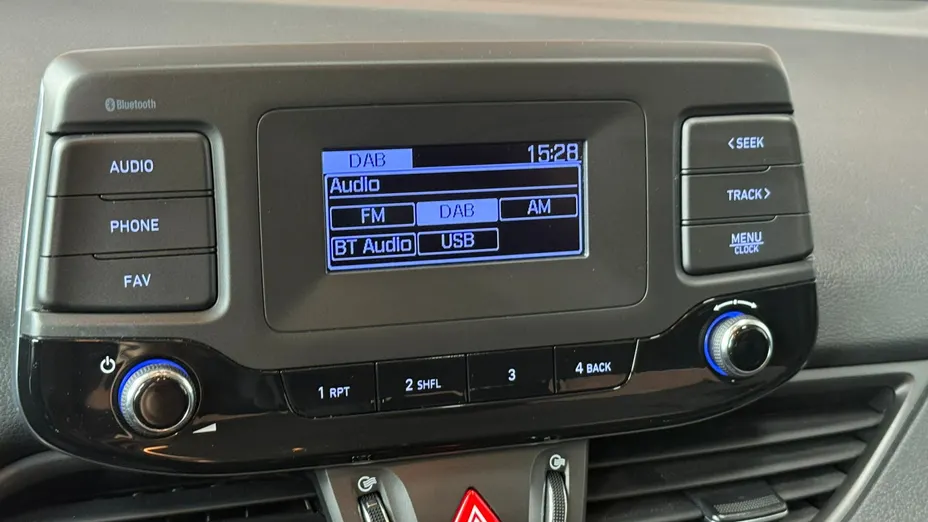 Bluetooth
AUDIO
PHONE
FAV
DAB 15:28
Audio
FM DAB AM
BT Audio USB
<SEEK
TRACK>
MENU
CLOCK
1 RPT 2 SHFL 3 4 BACK